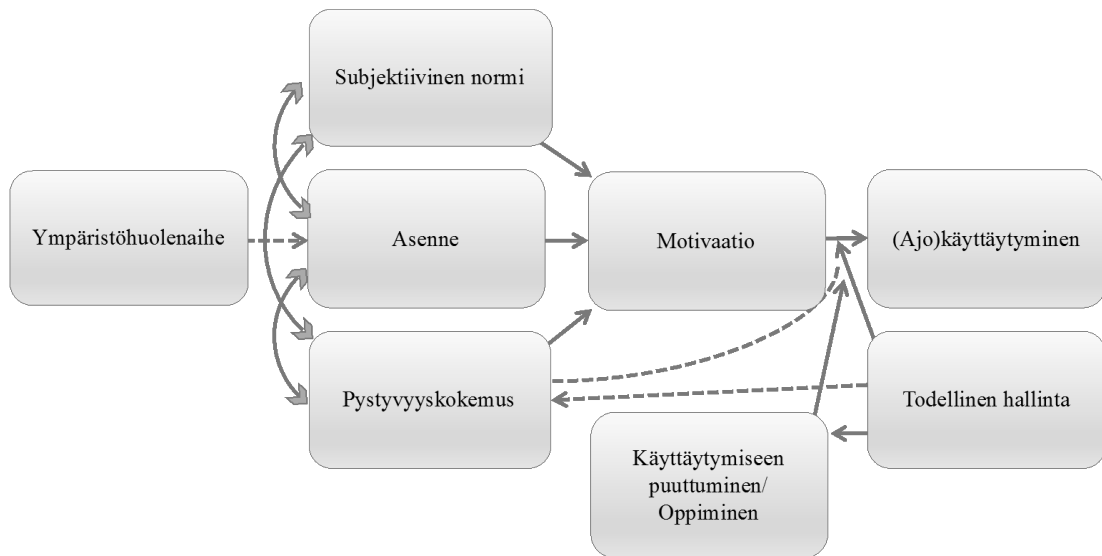 Subjektiivinen normi
Ympäristöhuolenaihe
Asenne
Motivaatio
(Ajo)käyttäytyminen
Pystyvyyskokemus
Todellinen hallinta
Käyttäytymiseen
puuttuminen/
Oppiminen